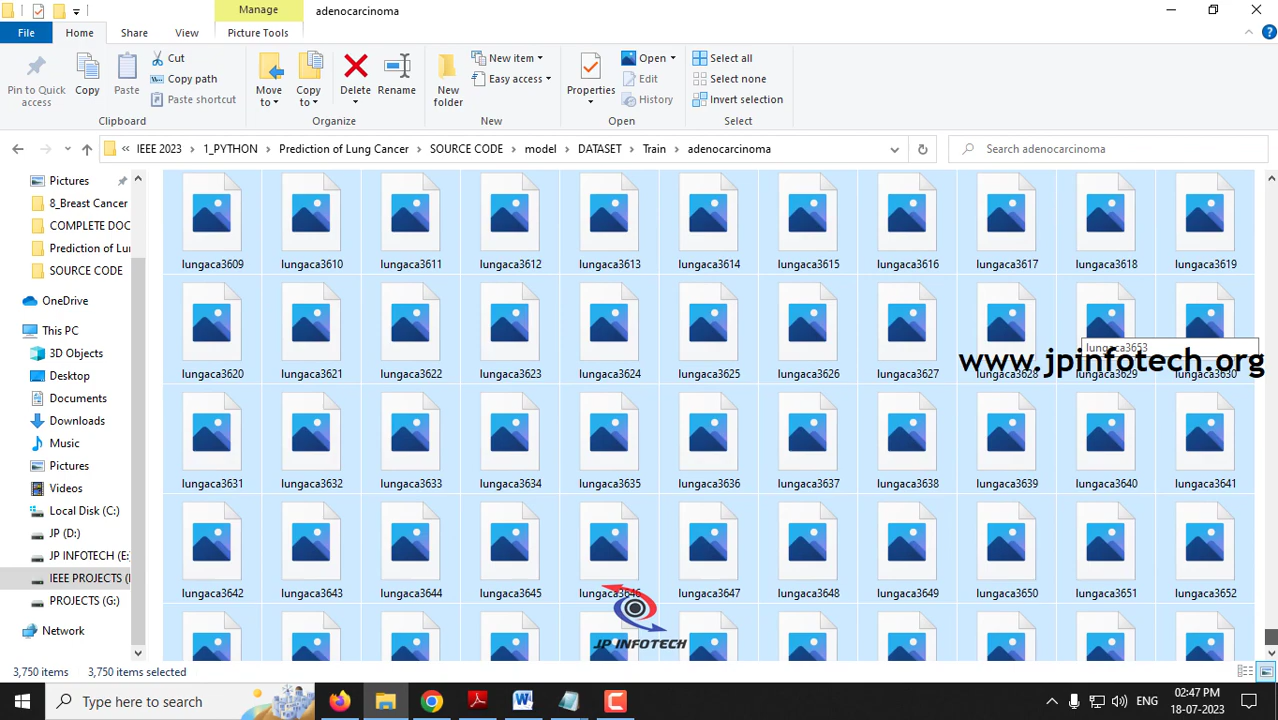 Manage
adenocarcinoma
File
Home
Share
View
Picture Tools
Pin to Quick access
Copy
Paste
Cut
Copy path
Paste shortcut
Clipboard
Move to
Copy to
Delete
Rename
Organize
New folder
New item
Easy access
New
Properties
Open
Edit
History
Open
Select all
Select none
Invert selection
Select
« IEEE 2023 > 1_PYTHON > Prediction of Lung Cancer > SOURCE CODE > model > DATASET > Train > adenocarcinoma
Search adenocarcinoma
Pictures
8_Breast Cancer
COMPLETE DOC
Prediction of Lu
SOURCE CODE
OneDrive
This PC
3D Objects
Desktop
Documents
Downloads
Music
Pictures
Videos
Local Disk (C:)
JP (D:)
JP INFOTECH (E:
IEEE PROJECTS (
PROJECTS (G:)
Network
lungaca3609 lungaca3610 lungaca3611 lungaca3612 lungaca3613 lungaca3614 lungaca3615 lungaca3616 lungaca3617 lungaca3618 lungaca3619
lungaca3653
www.jpinfotech.org
lungaca3620 lungaca3621 lungaca3622 lungaca3623 lungaca3624 lungaca3625 lungaca3626 lungaca3627 lungaca3628 lungaca3629 lungaca3630
lungaca3631 lungaca3632 lungaca3633 lungaca3634 lungaca3635 lungaca3636 lungaca3637 lungaca3638 lungaca3639 lungaca3640 lungaca3641
lungaca3642 lungaca3643 lungaca3644 lungaca3645 lungaca3646 lungaca3647 lungaca3648 lungaca3649 lungaca3650 lungaca3651 lungaca3652
JP INFOTECH
3,750 items 3,750 items selected
Type here to search
ENG
02:47 PM
18-07-2023